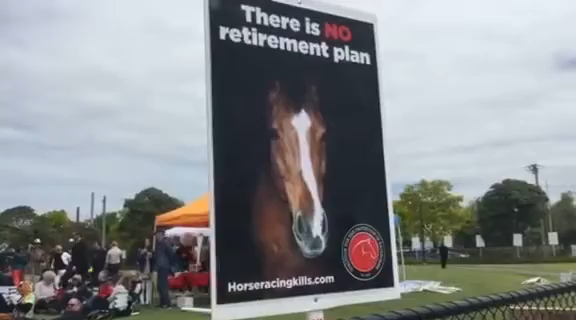 There is NO
retirement plan
Horseracingkills.com